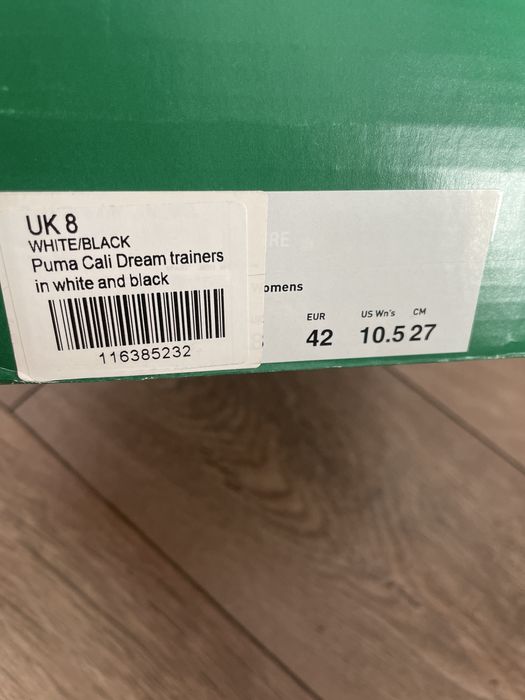 UK 8
WHITE/BLACK
Puma Cali Dream trainers
in white and black
116385232
RE
omens
EUR US Wn's CM
42 10.5 27